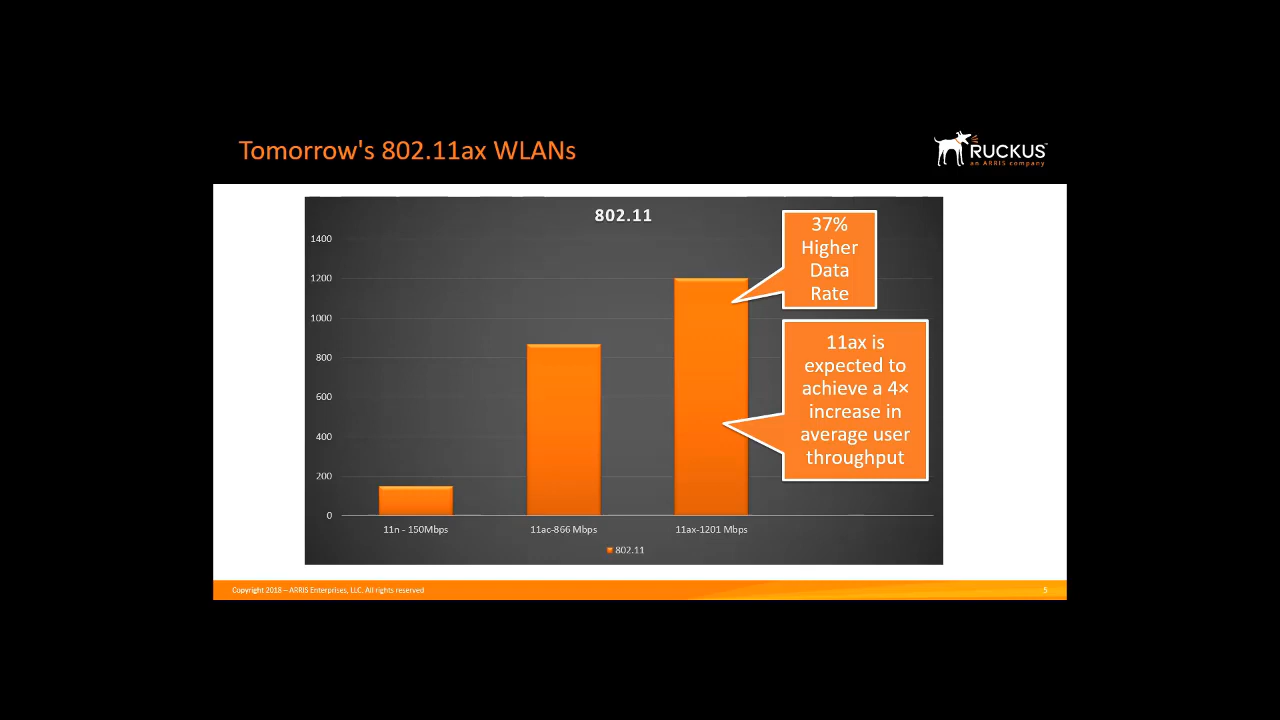 Tomorrow's 802.11ax WLANs
RUCKUS™
an ARRIS company
802.11
1400
1200
1000
800
600
400
200
0
37%
Higher
Data
Rate
11ax is
expected to
achieve a 4×
increase in
average user
throughput
11n - 150Mbps
11ac-866 Mbps
11ax-1201 Mbps
802.11
Copyright 2018 – ARRIS Enterprises, LLC. All rights reserved
5